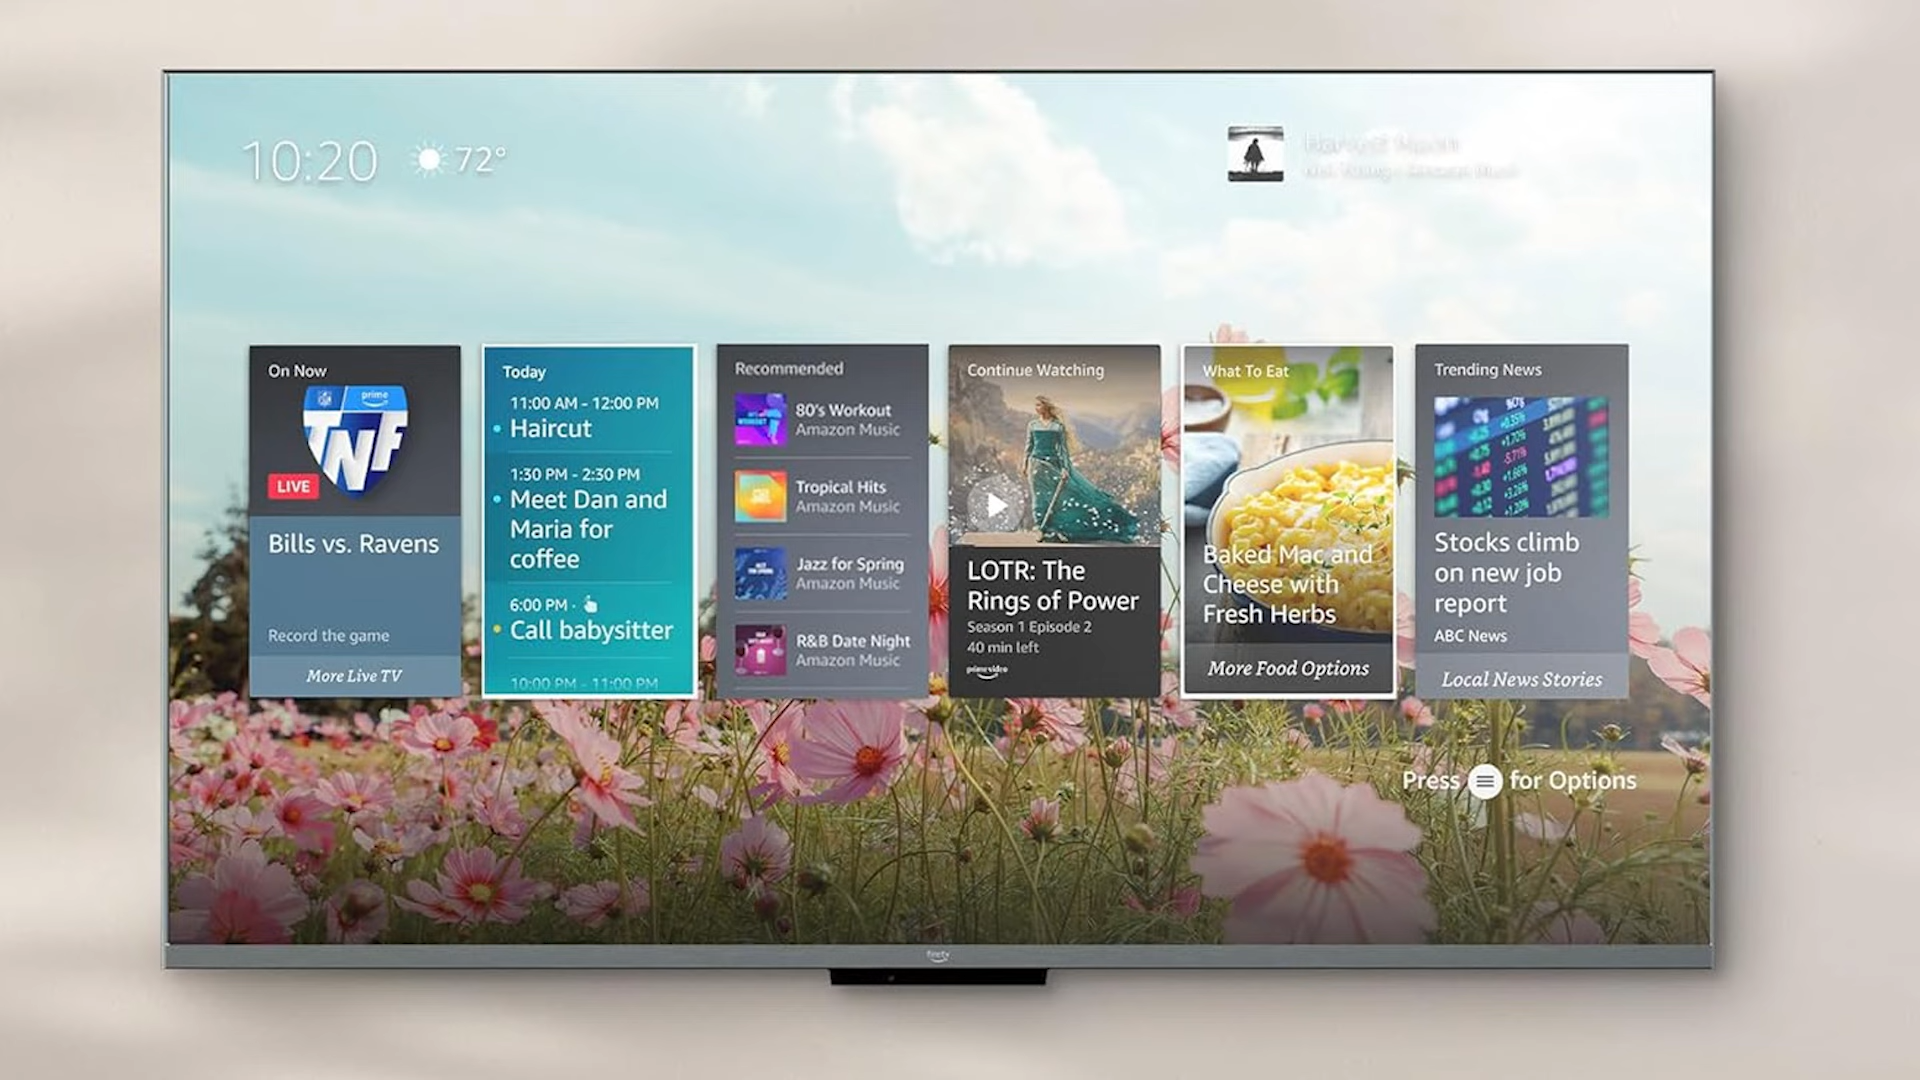 10:20 72°
Harvest Moon
On Now
prime
TNF
LIVE
Bills vs. Ravens
Record the game
More Live TV
Today
11:00 AM - 12:00 PM
Haircut
1:30 PM - 2:30 PM
Meet Dan and
Maria for
coffee
6:00 PM ·
Call babysitter
10:00 PM - 11:00 PM
Recommended
80's Workout
Amazon Music
Tropical Hits
Amazon Music
Jazz for Spring
Amazon Music
R&B Date Night
Amazon Music
Continue Watching
LOTR: The
Rings of Power
Season 1 Episode 2
40 min left
prime video
What To Eat
Baked Mac and
Cheese with
Fresh Herbs
More Food Options
Trending News
Stocks climb
on new job
report
ABC News
Local News Stories
Press for Options
firetv